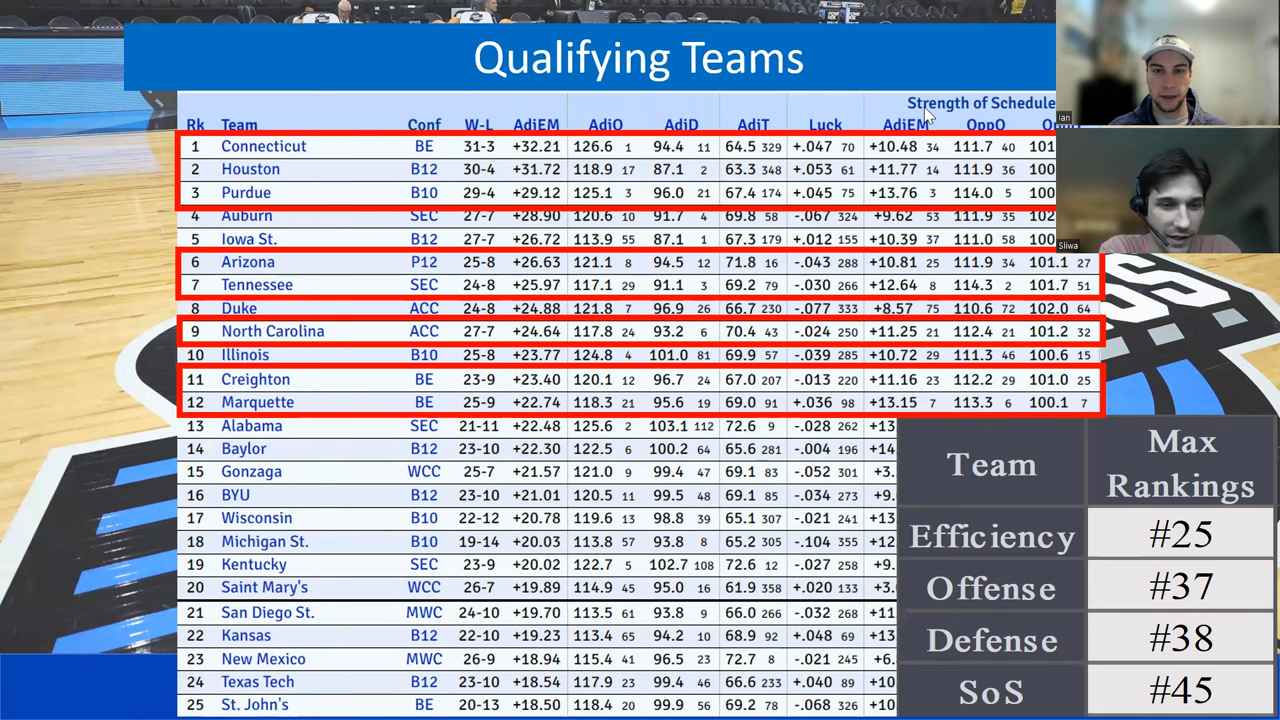 Qualifying Teams
Strength of Schedule
Rk Team Conf W-L AdjEM AdjO AdjD AdjT Luck AdjEM OppO
1 Connecticut BE 31-3 +32.21 126.6 1 94.4 11 64.5 329 +.047 70 +10.48 34 111.7 40 101
2 Houston B12 30-4 +31.72 118.9 17 87.1 2 63.3 348 +.053 61 +11.77 14 111.9 36 100
3 Purdue B10 29-4 +29.12 125.1 3 96.0 21 67.4 174 +.045 75 +13.76 3 114.0 5 100
4 Auburn SEC 27-7 +28.90 120.6 10 91.7 4 69.8 58 -.067 324 +9.62 53 111.9 35 102
5 Iowa St. B12 27-7 +26.72 113.9 55 87.1 1 67.3 179 +.012 155 +10.39 37 111.0 58 100
6 Arizona P12 25-8 +26.63 121.1 8 94.5 12 71.8 16 -.043 288 +10.81 25 111.9 34 101.1 27
7 Tennessee SEC 24-8 +25.97 117.1 29 91.1 3 69.2 79 -.030 266 +12.64 8 114.3 2 101.7 51
8 Duke ACC 24-8 +24.88 121.8 7 96.9 26 66.7 230 -.077 333 +8.57 75 110.6 72 102.0 64
9 North Carolina ACC 27-7 +24.64 117.8 24 93.2 6 70.4 43 -.024 250 +11.25 21 112.4 21 101.2 32
10 Illinois B10 25-8 +23.77 124.8 4 101.0 81 69.9 57 -.039 285 +10.72 29 111.3 46 100.6 15
11 Creighton BE 23-9 +23.40 120.1 12 96.7 24 67.0 207 -.013 220 +11.16 23 112.2 29 101.0 25
12 Marquette BE 25-9 +22.74 118.3 21 95.6 19 69.0 91 +.036 98 +13.15 7 113.3 6 100.1 7
13 Alabama SEC 21-11 +22.48 125.6 2 103.1 112 72.6 9 -.028 262 +13
14 Baylor B12 23-10 +22.30 122.5 6 100.2 64 65.6 281 -.004 196 +14
15 Gonzaga WCC 25-7 +21.57 121.0 9 99.4 47 69.1 83 -.052 301 +3.
16 BYU B12 23-10 +21.01 120.5 11 99.5 48 69.1 85 -.034 273 +9.
17 Wisconsin B10 22-12 +20.78 119.6 13 98.8 39 65.1 307 -.021 241 +13
18 Michigan St. B10 19-14 +20.03 113.8 57 93.8 8 65.2 305 -.104 355 +12
19 Kentucky SEC 23-9 +20.02 122.7 5 102.7 108 72.6 12 -.027 258 +9.
20 Saint Mary's WCC 26-7 +19.89 114.9 45 95.0 16 61.9 358 +.020 133 +3.
21 San Diego St. MWC 24-10 +19.70 113.5 61 93.8 9 66.0 266 -.032 268 +11
22 Kansas B12 22-10 +19.23 113.4 65 94.2 10 68.9 92 +.048 69 +13
23 New Mexico MWC 26-9 +18.94 115.4 41 96.5 23 72.7 8 -.021 245 +6.
24 Texas Tech B12 23-10 +18.54 117.9 23 99.4 46 66.6 233 +.040 89 +10
25 St. John's BE 20-13 +18.50 118.4 20 99.9 56 69.2 78 -.068 326 +10
Ian
Sliwa
Team Max Rankings
Efficiency #25
Offense #37
Defense #38
SoS #45